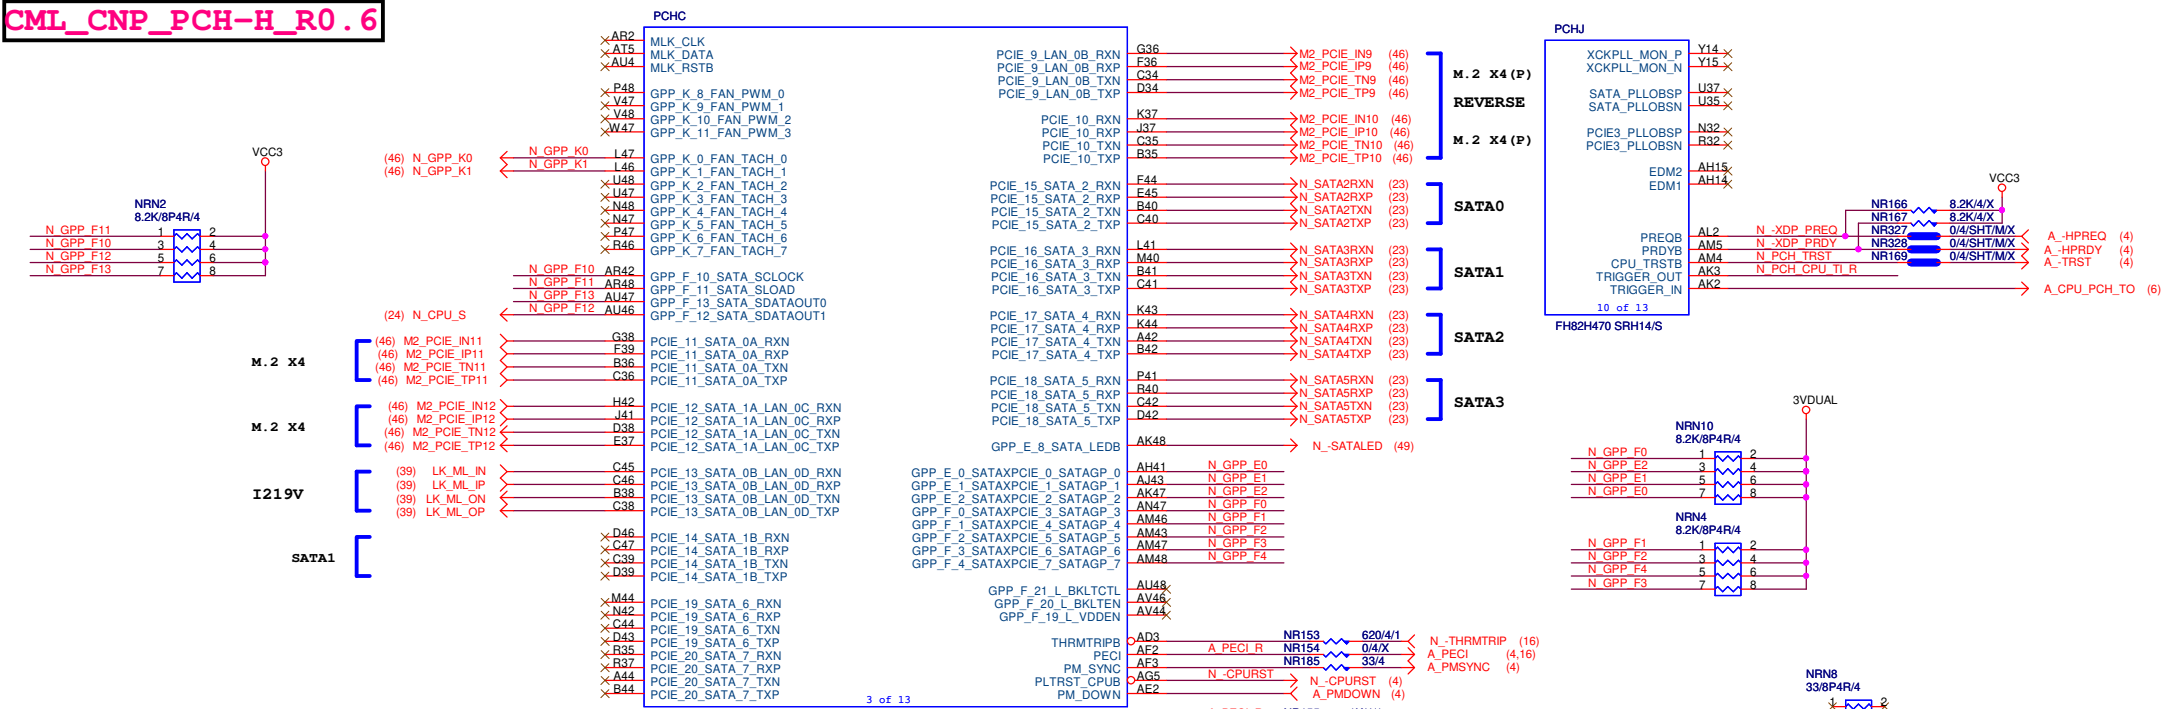 CML_CNP_PCH-H_R0.6
PCHC
AR2 MLK_CLK
AT5 MLK_DATA
AU4 MLK_RSTB
P48 GPP_K_8_FAN_PWM_0
V47 GPP_K_9_FAN_PWM_1
V48 GPP_K_10_FAN_PWM_2
W47 GPP_K_11_FAN_PWM_3
(46) N_GPP_K0 N_GPP_K0 L47 GPP_K_0_FAN_TACH_0
(46) N_GPP_K1 N_GPP_K1 L46 GPP_K_1_FAN_TACH_1
U48 GPP_K_2_FAN_TACH_2
U47 GPP_K_3_FAN_TACH_3
N48 GPP_K_4_FAN_TACH_4
N47 GPP_K_5_FAN_TACH_5
P47 GPP_K_6_FAN_TACH_6
R46 GPP_K_7_FAN_TACH_7
VCC3
NRN2
8.2K/8P4R/4
N_GPP_F11 1 2
N_GPP_F10 3 4
N_GPP_F12 5 6
N_GPP_F13 7 8
N_GPP_F10 AR42 GPP_F_10_SATA_SCLOCK
N_GPP_F11 AR48 GPP_F_11_SATA_SLOAD
N_GPP_F13 AU47 GPP_F_13_SATA_SDATAOUT0
(24) N_CPU_S N_GPP_F12 AU46 GPP_F_12_SATA_SDATAOUT1
M.2 X4
(46) M2_PCIE_IN11 G38 PCIE_11_SATA_0A_RXN
(46) M2_PCIE_IP11 F39 PCIE_11_SATA_0A_RXP
(46) M2_PCIE_TN11 B36 PCIE_11_SATA_0A_TXN
(46) M2_PCIE_TP11 C36 PCIE_11_SATA_0A_TXP
M.2 X4
(46) M2_PCIE_IN12 H42 PCIE_12_SATA_1A_LAN_0C_RXN
(46) M2_PCIE_IP12 J41 PCIE_12_SATA_1A_LAN_0C_RXP
(46) M2_PCIE_TN12 D38 PCIE_12_SATA_1A_LAN_0C_TXN
(46) M2_PCIE_TP12 E37 PCIE_12_SATA_1A_LAN_0C_TXP
I219V
(39) LK_ML_IN C45 PCIE_13_SATA_0B_LAN_0D_RXN
(39) LK_ML_IP C46 PCIE_13_SATA_0B_LAN_0D_RXP
(39) LK_ML_ON B38 PCIE_13_SATA_0B_LAN_0D_TXN
(39) LK_ML_OP C38 PCIE_13_SATA_0B_LAN_0D_TXP
SATA1
D46 PCIE_14_SATA_1B_RXN
C47 PCIE_14_SATA_1B_RXP
C39 PCIE_14_SATA_1B_TXN
D39 PCIE_14_SATA_1B_TXP
M44 PCIE_19_SATA_6_RXN
N42 PCIE_19_SATA_6_RXP
C44 PCIE_19_SATA_6_TXN
D43 PCIE_19_SATA_6_TXP
R35 PCIE_20_SATA_7_RXN
R37 PCIE_20_SATA_7_RXP
A44 PCIE_20_SATA_7_TXN
B44 PCIE_20_SATA_7_TXP
PCIE_9_LAN_0B_RXN G36 M2_PCIE_IN9 (46)
PCIE_9_LAN_0B_RXP F36 M2_PCIE_IP9 (46)
PCIE_9_LAN_0B_TXN C34 M2_PCIE_TN9 (46)
PCIE_9_LAN_0B_TXP D34 M2_PCIE_TP9 (46)
M.2 X4(P)
REVERSE
M.2 X4(P)
PCIE_10_RXN K37 M2_PCIE_IN10 (46)
PCIE_10_RXP J37 M2_PCIE_IP10 (46)
PCIE_10_TXN C35 M2_PCIE_TN10 (46)
PCIE_10_TXP B35 M2_PCIE_TP10 (46)
PCIE_15_SATA_2_RXN F44 N_SATA2RXN (23)
PCIE_15_SATA_2_RXP E45 N_SATA2RXP (23)
PCIE_15_SATA_2_TXN B40 N_SATA2TXN (23)
PCIE_15_SATA_2_TXP C40 N_SATA2TXP (23)
SATA0
PCIE_16_SATA_3_RXN L41 N_SATA3RXN (23)
PCIE_16_SATA_3_RXP M40 N_SATA3RXP (23)
PCIE_16_SATA_3_TXN B41 N_SATA3TXN (23)
PCIE_16_SATA_3_TXP C41 N_SATA3TXP (23)
SATA1
PCIE_17_SATA_4_RXN K43 N_SATA4RXN (23)
PCIE_17_SATA_4_RXP K44 N_SATA4RXP (23)
PCIE_17_SATA_4_TXN A42 N_SATA4TXN (23)
PCIE_17_SATA_4_TXP B42 N_SATA4TXP (23)
SATA2
PCIE_18_SATA_5_RXN P41 N_SATA5RXN (23)
PCIE_18_SATA_5_RXP R40 N_SATA5RXP (23)
PCIE_18_SATA_5_TXN C42 N_SATA5TXN (23)
PCIE_18_SATA_5_TXP D42 N_SATA5TXP (23)
SATA3
GPP_E_8_SATA_LEDB AK48 N_-SATALED (49)
GPP_E_0_SATAXPCIE_0_SATAGP_0 AH41 N_GPP_E0
GPP_E_1_SATAXPCIE_1_SATAGP_1 AJ43 N_GPP_E1
GPP_E_2_SATAXPCIE_2_SATAGP_2 AK47 N_GPP_E2
GPP_F_0_SATAXPCIE_3_SATAGP_3 AN47 N_GPP_F0
GPP_F_1_SATAXPCIE_4_SATAGP_4 AM46 N_GPP_F1
GPP_F_2_SATAXPCIE_5_SATAGP_5 AM43 N_GPP_F2
GPP_F_3_SATAXPCIE_6_SATAGP_6 AM47 N_GPP_F3
GPP_F_4_SATAXPCIE_7_SATAGP_7 AM48 N_GPP_F4
GPP_F_21_L_BKLTCTL AU48
GPP_F_20_L_BKLTEN AV46
GPP_F_19_L_VDDEN AV44
THRMTRIPB AD3 NR153 620/4/1 N_-THRMTRIP (16)
PECI AF2 A_PECI_R NR154 0/4/X A_PECI (4,16)
PM_SYNC AF3 NR185 33/4 A_PMSYNC (4)
PLTRST_CPUB AG5 N_-CPURST N_-CPURST (4)
PM_DOWN AE2 A_PMDOWN (4)
3 of 13
PCHJ
XCKPLL_MON_P Y14
XCKPLL_MON_N Y15
SATA_PLLOBSP U37
SATA_PLLOBSN U35
PCIE3_PLLOBSP N32
PCIE3_PLLOBSN R32
EDM2 AH15
EDM1 AH14
VCC3
NR166 8.2K/4/X
NR167 8.2K/4/X
PREQB AL2 N_-XDP_PREQ NR327 0/4/SHT/M/X A_-HPREQ (4)
PRDYB AM5 N_-XDP_PRDY NR328 0/4/SHT/M/X A_-HPRDY (4)
CPU_TRSTB AM4 N_PCH_TRST NR169 0/4/SHT/M/X A_-TRST (4)
TRIGGER_OUT AK3 N_PCH_CPU_TI_R
TRIGGER_IN AK2 A_CPU_PCH_TO (6)
10 of 13
FH82H470 SRH14/S
3VDUAL
NRN10
8.2K/8P4R/4
N_GPP_F0 1 2
N_GPP_E2 3 4
N_GPP_E1 5 6
N_GPP_E0 7 8
NRN4
8.2K/8P4R/4
N_GPP_F1 1 2
N_GPP_F2 3 4
N_GPP_F4 5 6
N_GPP_F3 7 8
NRN8
33/8P4R/4
1 2